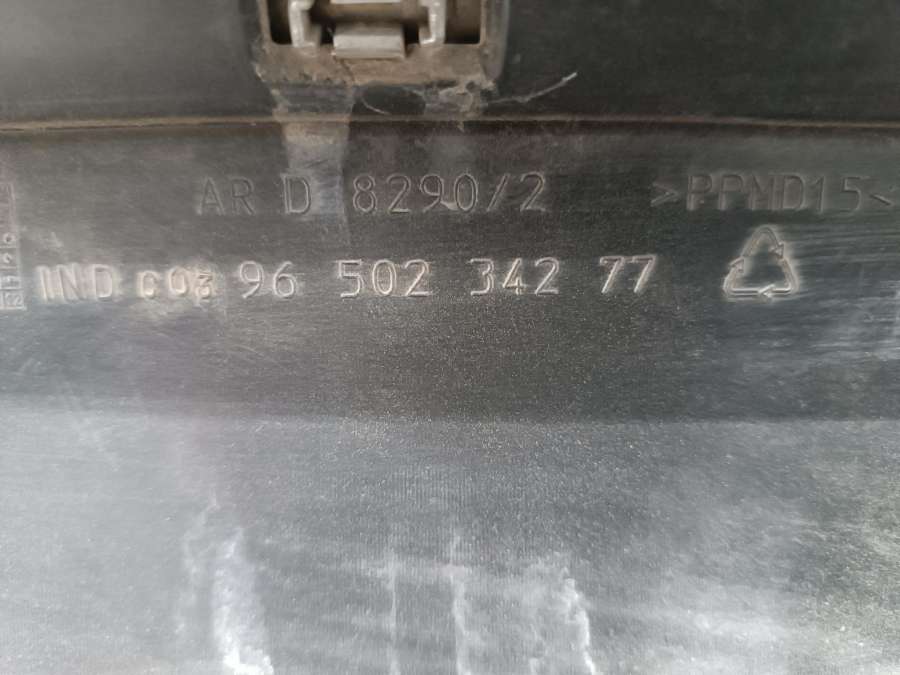 AR D 8290/2 >PPMD15<
IND C03 96 502 342 77